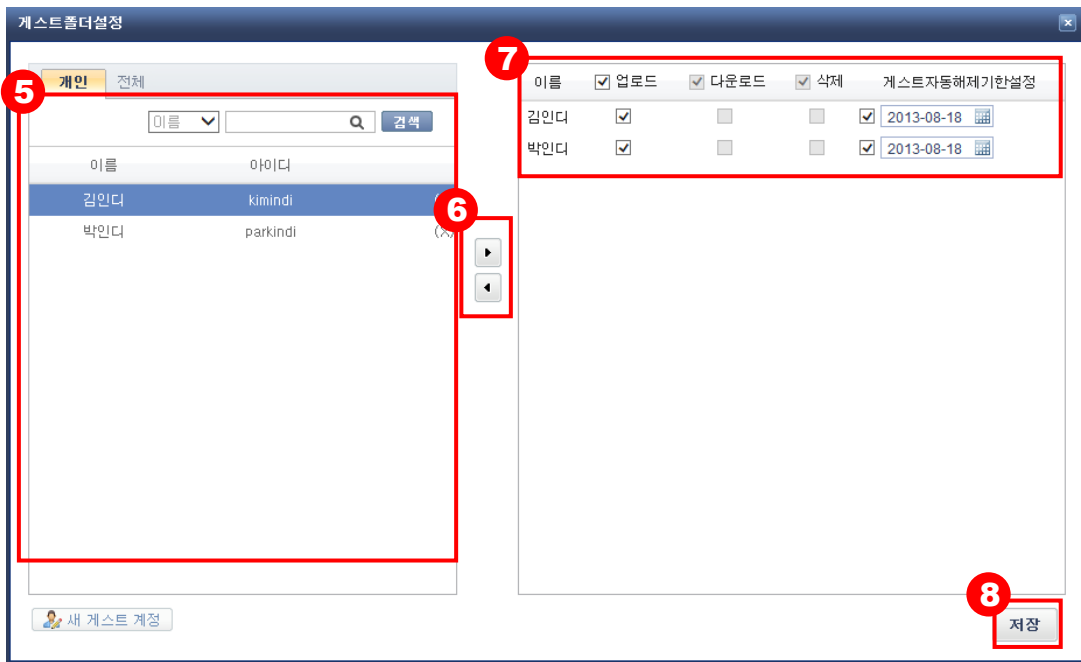 게스트폴더설정
5
개인 전체
이름 검색
이름 아이디
김인디 kimindi
박인디 parkindi (X)
6
7
이름 업로드 다운로드 삭제 게스트자동해제기한설정
김인디 2013-08-18
박인디 2013-08-18
새 게스트 계정
8
저장